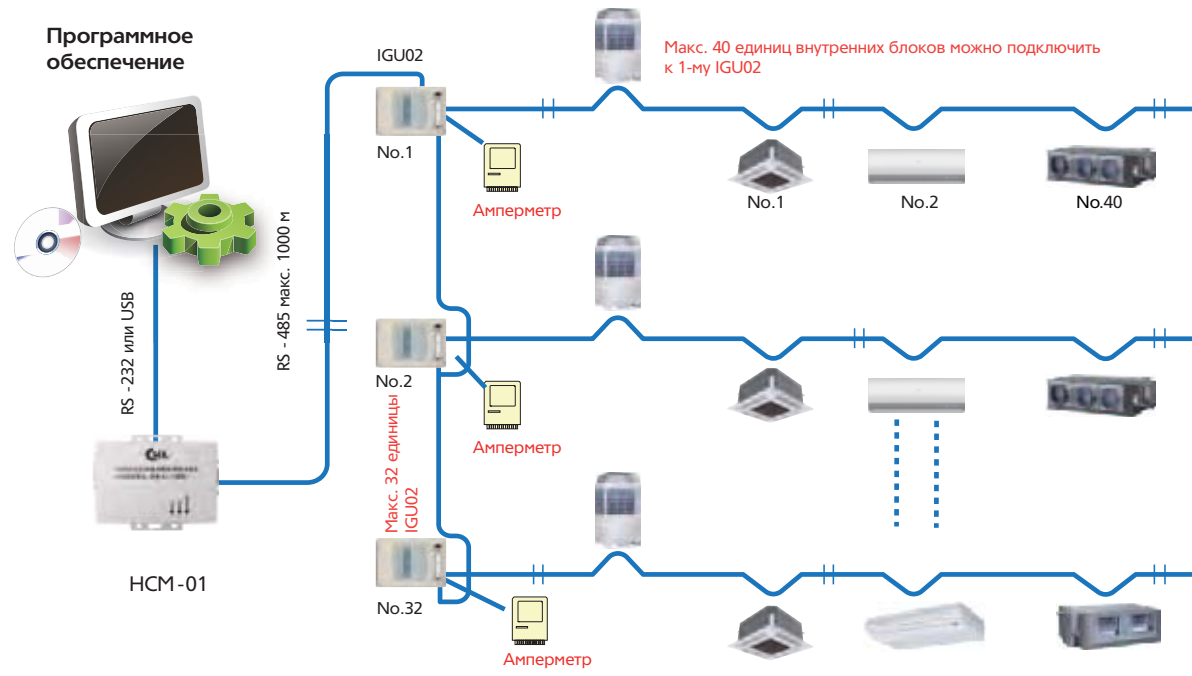 Программное
обеспечение
IGU02
Макс. 40 единиц внутренних блоков можно подключить
к 1-му IGU02
No.1
Амперметр
No.1
No.2
No.40
RS - 232 или USB
RS - 485 макс. 1000 м
No.2
Амперметр
Макс. 32 единицы
IGU02
HCM-01
No.32
Амперметр